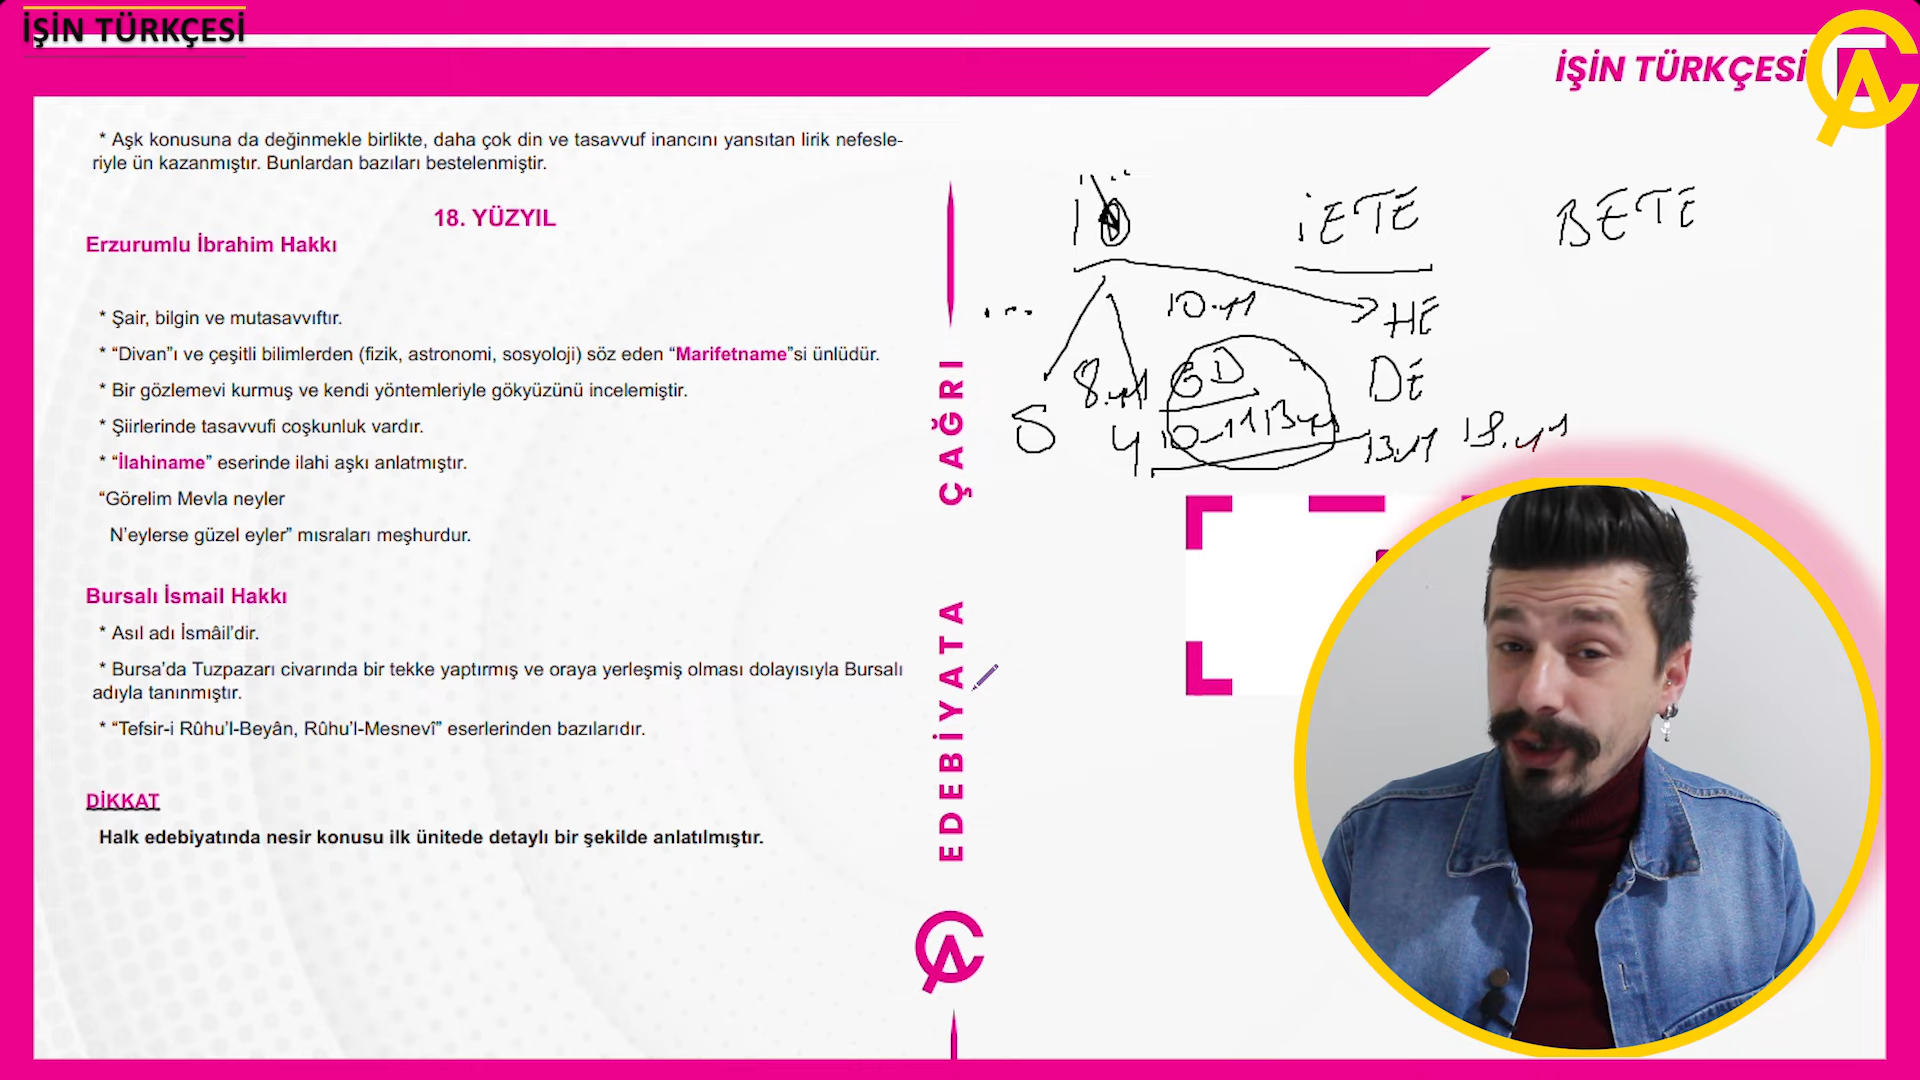 İŞİN TÜRKÇESİ
İŞİN TÜRKÇESİ
* Aşk konusuna da değinmekle birlikte, daha çok din ve tasavvuf inancını yansıtan lirik nefesle-
riyle ün kazanmıştır. Bunlardan bazıları bestelenmiştir.
18. YÜZYIL
Erzurumlu İbrahim Hakkı
* Şair, bilgin ve mutasavvıftır.
* “Divan”ı ve çeşitli bilimlerden (fizik, astronomi, sosyoloji) söz eden “Marifetname”si ünlüdür.
* Bir gözlemevi kurmuş ve kendi yöntemleriyle gökyüzünü incelemiştir.
* Şiirlerinde tasavvufi coşkunluk vardır.
* “İlahiname” eserinde ilahi aşkı anlatmıştır.
“Görelim Mevla neyler
N’eylerse güzel eyler” mısraları meşhurdur.
Bursalı İsmail Hakkı
* Asıl adı İsmâil’dir.
* Bursa’da Tuzpazarı civarında bir tekke yaptırmış ve oraya yerleşmiş olması dolayısıyla Bursalı
adıyla tanınmıştır.
* “Tefsir-i Rûhu’l-Beyân, Rûhu’l-Mesnevî” eserlerinden bazılarıdır.
DİKKAT
Halk edebiyatında nesir konusu ilk ünitede detaylı bir şekilde anlatılmıştır.
EDEBİYATA ÇAĞRI
İETE BETE
... 10.yy HE
8.yy GD DE
S Y 10-11 13.yy 13.yy